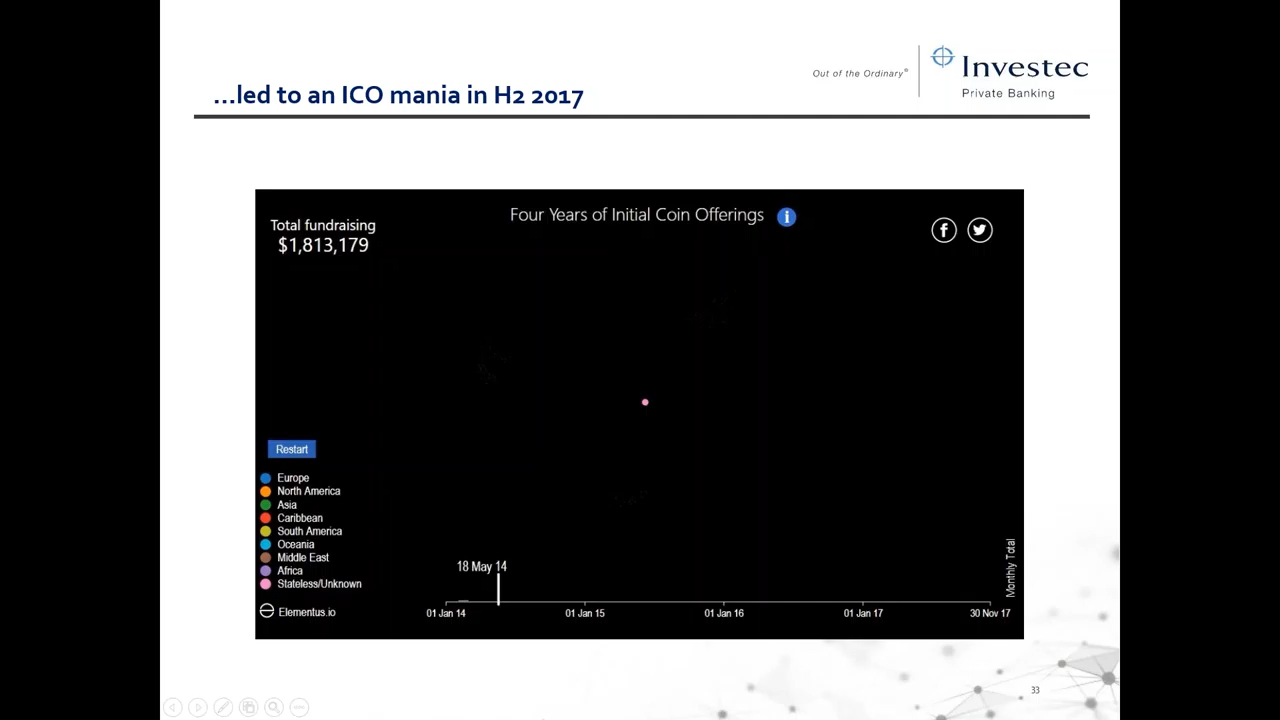 Out of the Ordinary®
Investec
Private Banking
...led to an ICO mania in H2 2017
Four Years of Initial Coin Offerings
i
Total fundraising
$1,813,179
f
Restart
Europe
North America
Asia
Caribbean
South America
Oceania
Middle East
Africa
Stateless/Unknown
Elementus.io
18 May 14
01 Jan 14
01 Jan 15
01 Jan 16
01 Jan 17
30 Nov 17
Monthly Total
33